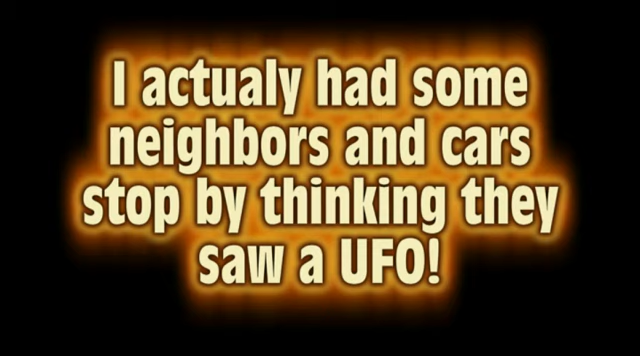 I actualy had some
neighbors and cars
stop by thinking they
saw a UFO!